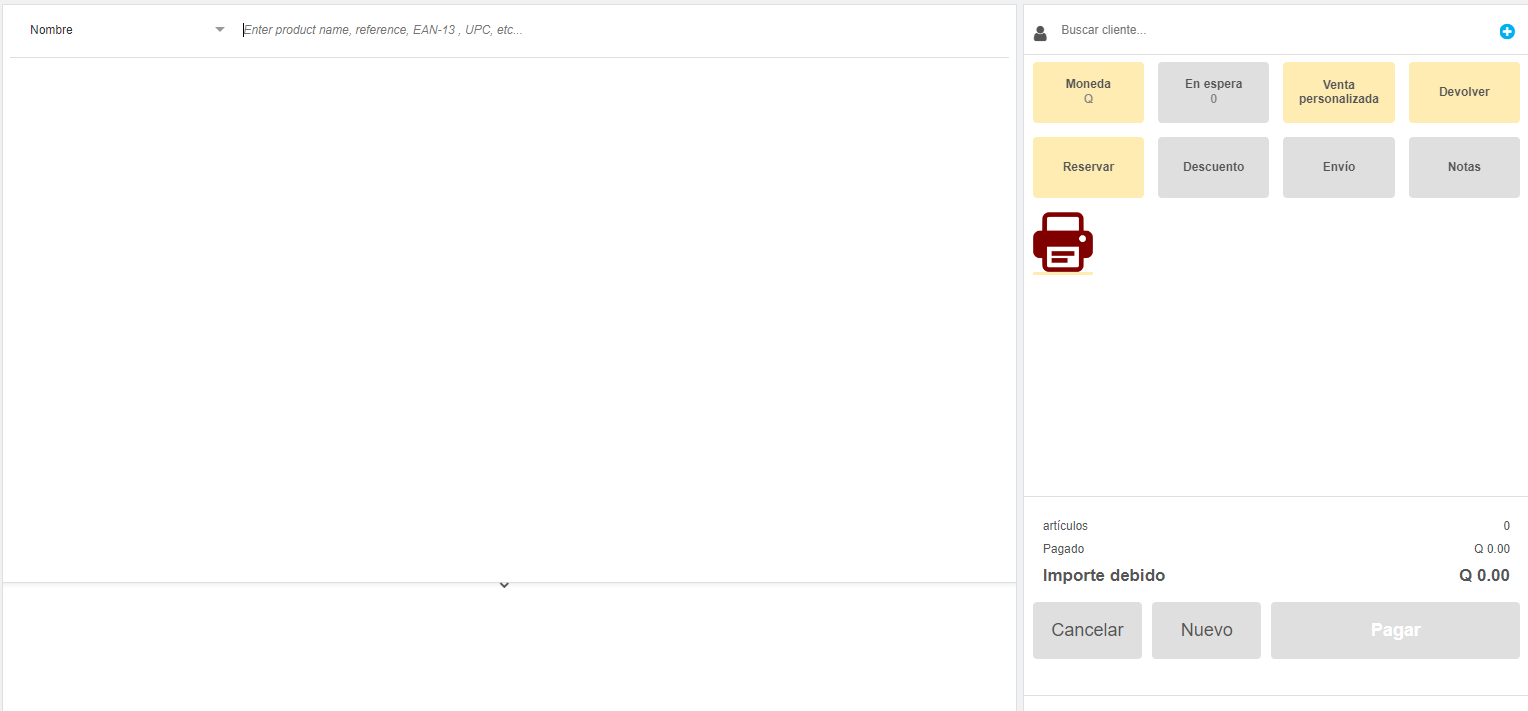 Nombre
Enter product name, reference, EAN-13 , UPC, etc...
Buscar cliente...
Moneda
Q
En espera
0
Venta
personalizada
Devolver
Reservar
Descuento
Envío
Notas
artículos 0
Pagado Q 0.00
Importe debido Q 0.00
Cancelar
Nuevo
Pagar